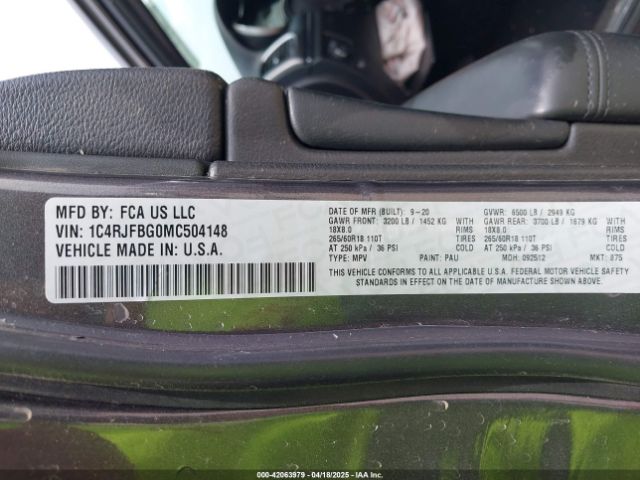 MFD BY: FCA US LLC
VIN: 1C4RJFBG0MC504148
VEHICLE MADE IN: U.S.A.
DATE OF MFR (BUILT): 9-20 GVWR: 6500 LB / 2949 KG
GAWR FRONT: 3200 LB / 1452 KG WITH GAWR REAR: 3700 LB / 1679 KG WITH
18X8.0 RIMS 18X8.0 RIMS
265/60R18 110T TIRES 265/60R18 110T TIRES
AT 250 kPa / 36 PSI COLD AT 250 kPa / 36 PSI COLD
TYPE: MPV PAINT: PAU MDH: 092512 MKT: 875
THIS VEHICLE CONFORMS TO ALL APPLICABLE U.S.A. FEDERAL MOTOR VEHICLE SAFETY
STANDARDS IN EFFECT ON THE DATE OF MANUFACTURE SHOWN ABOVE.
000-42063979 04/18/2025 - IAA Inc.